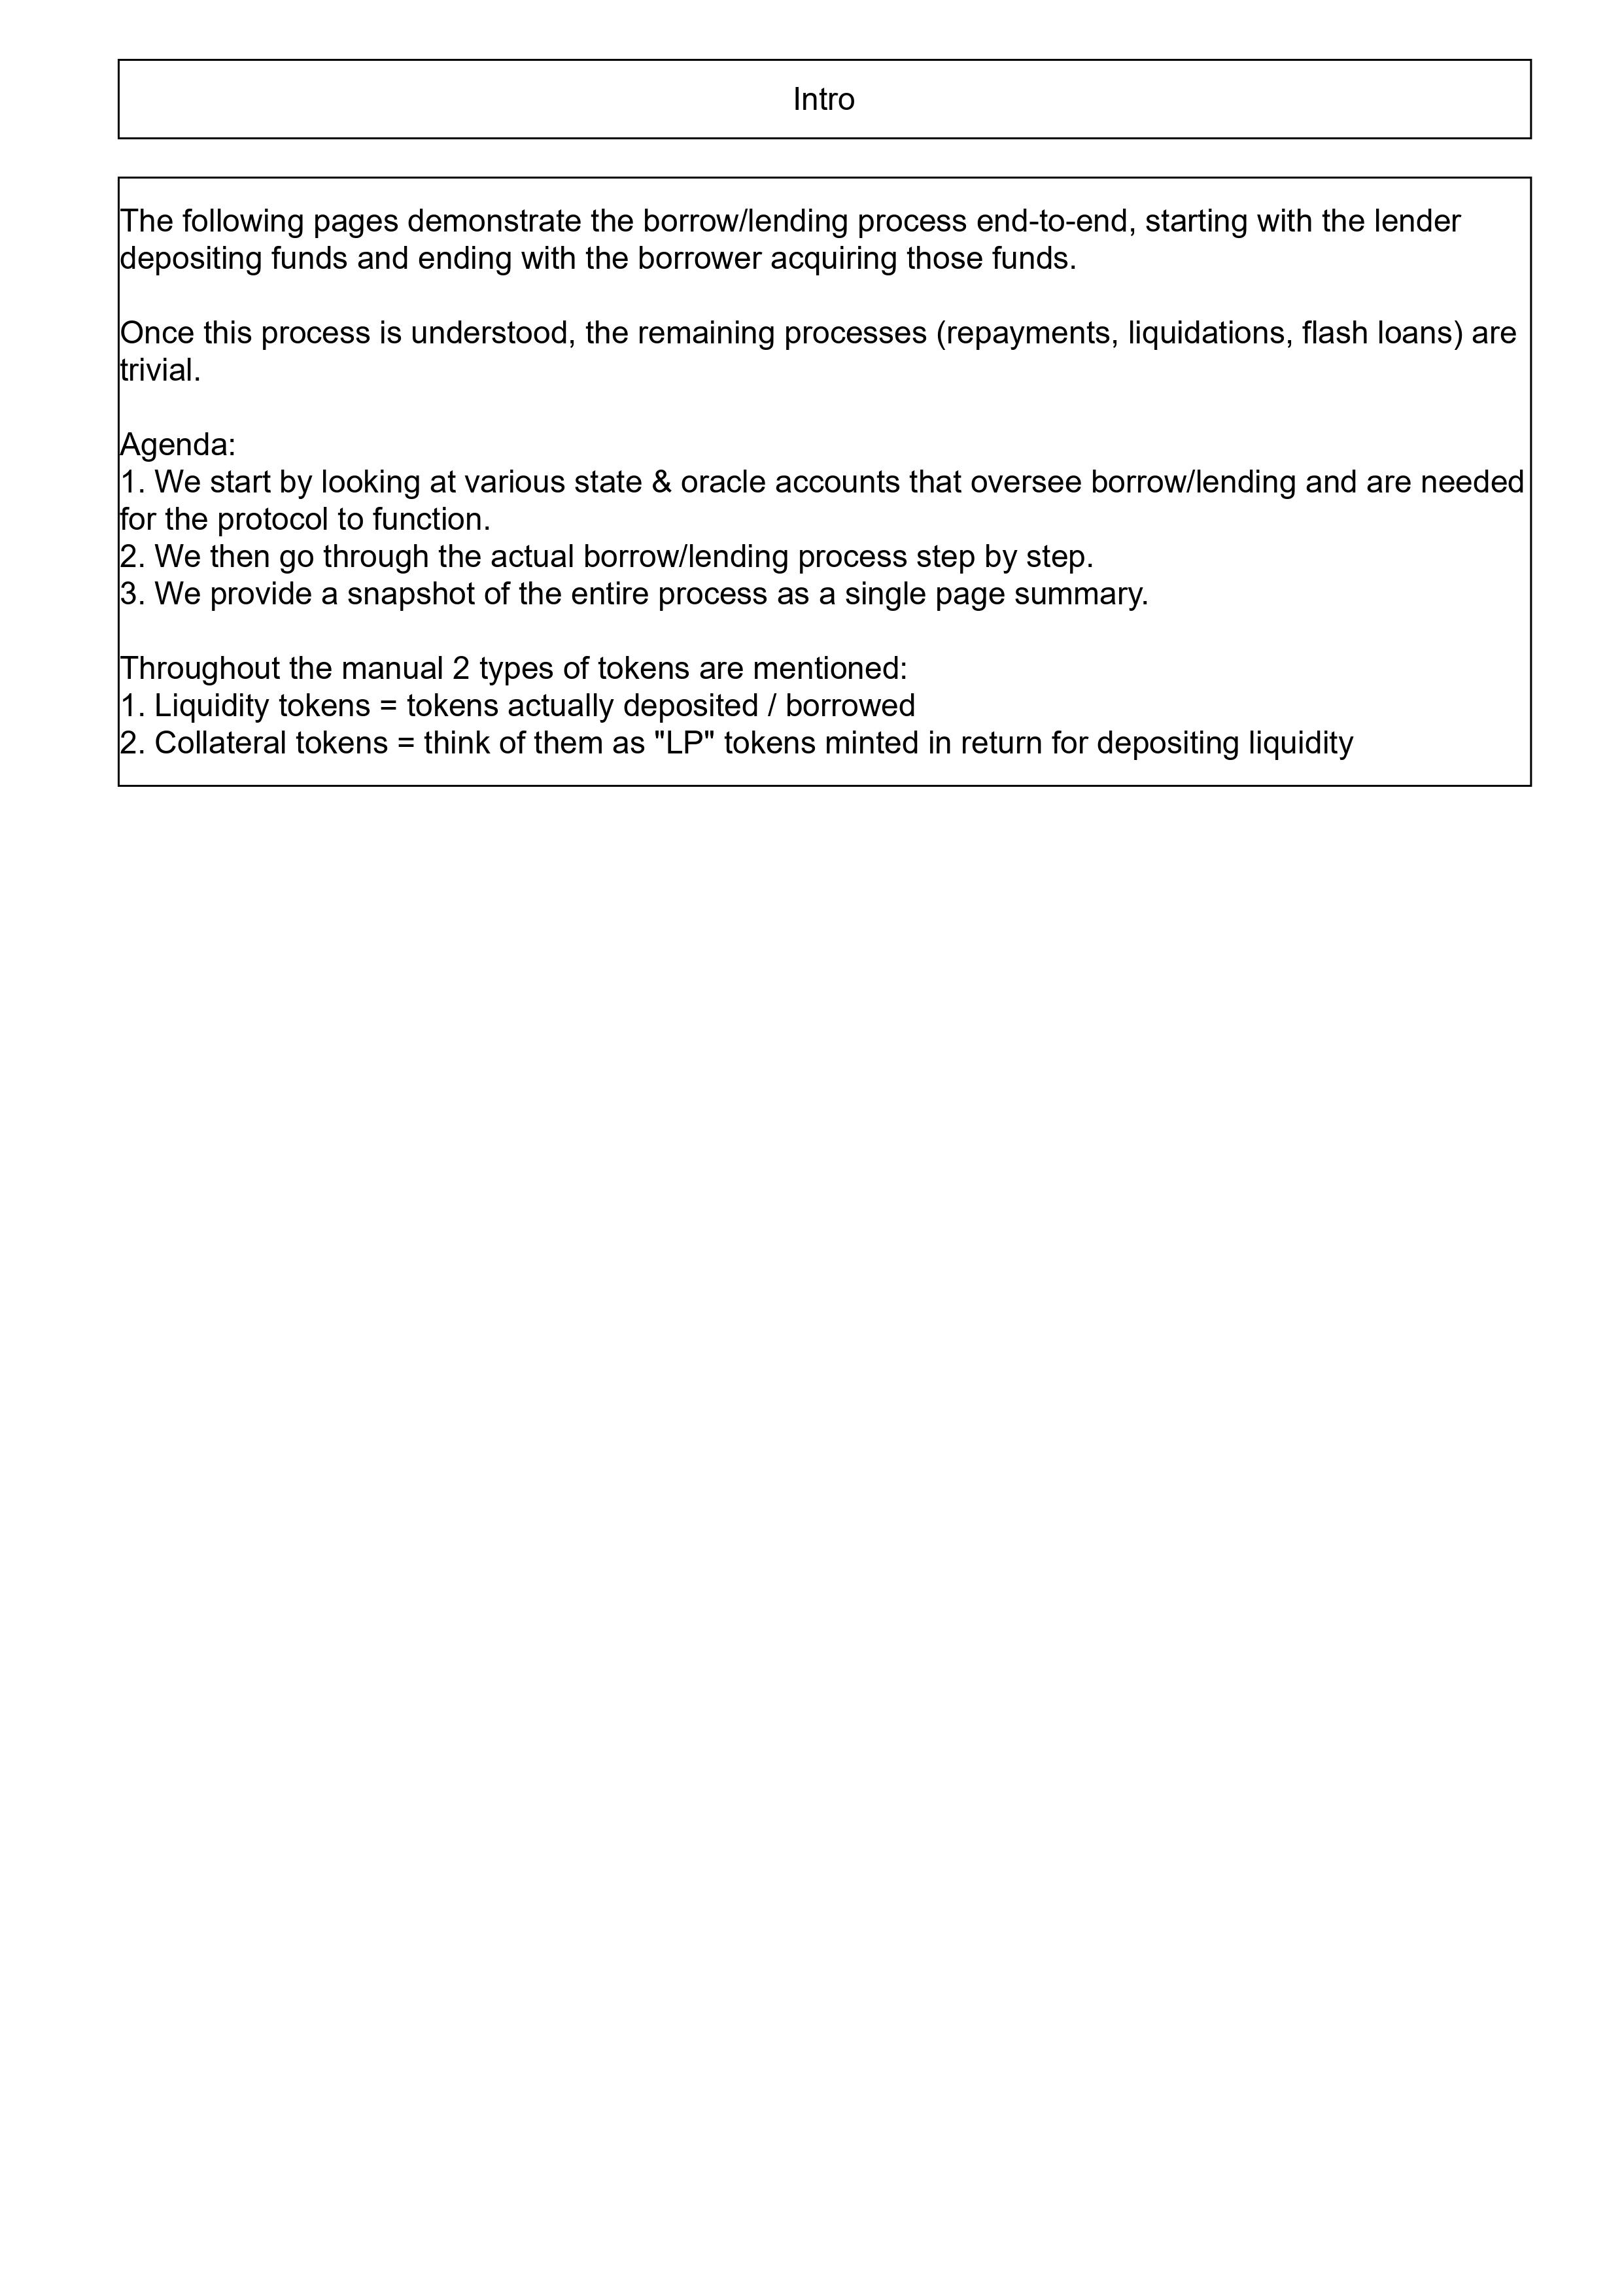 Intro
The following pages demonstrate the borrow/lending process end-to-end, starting with the lender
depositing funds and ending with the borrower acquiring those funds.
Once this process is understood, the remaining processes (repayments, liquidations, flash loans) are
trivial.
Agenda:
1. We start by looking at various state & oracle accounts that oversee borrow/lending and are needed
for the protocol to function.
2. We then go through the actual borrow/lending process step by step.
3. We provide a snapshot of the entire process as a single page summary.
Throughout the manual 2 types of tokens are mentioned:
1. Liquidity tokens = tokens actually deposited / borrowed
2. Collateral tokens = think of them as "LP" tokens minted in return for depositing liquidity